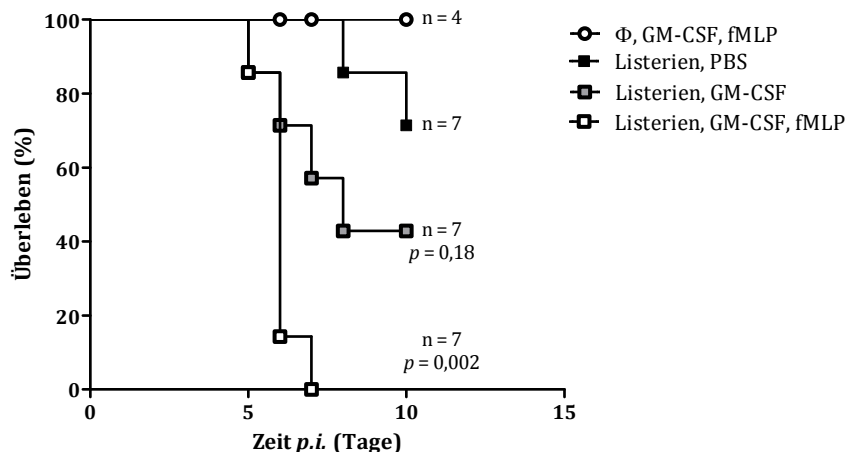 100
80
60
40
20
0
Überleben (%)
0
5
10
15
Zeit p.i. (Tage)
n = 4
n = 7
n = 7
p = 0,18
n = 7
p = 0,002
Φ, GM-CSF, fMLP
Listerien, PBS
Listerien, GM-CSF
Listerien, GM-CSF, fMLP